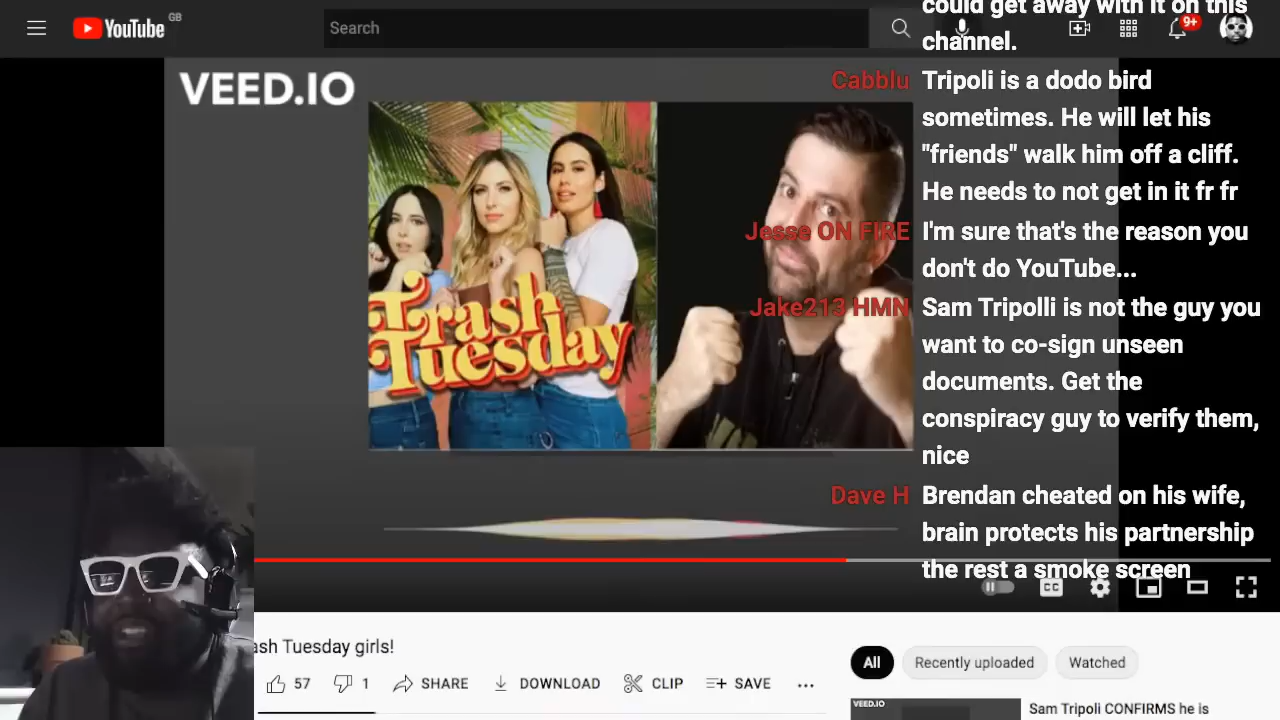 GB
YouTube
Search
9+
could get away with it on this
channel.
VEED.IO
Cabblu Tripoli is a dodo bird
sometimes. He will let his
"friends" walk him off a cliff.
He needs to not get in it fr fr
Jesse ON FIRE I'm sure that's the reason you
don't do YouTube...
Jake213 HMN Sam Tripolli is not the guy you
want to co-sign unseen
documents. Get the
conspiracy guy to verify them,
nice
Dave H Brendan cheated on his wife,
brain protects his partnership
the rest a smoke screen
Trash
Tuesday
CC
ash Tuesday girls!
57
1
SHARE
DOWNLOAD
CLIP
SAVE
All
Recently uploaded
Watched
VEED.IO
Sam Tripoli CONFIRMS he is